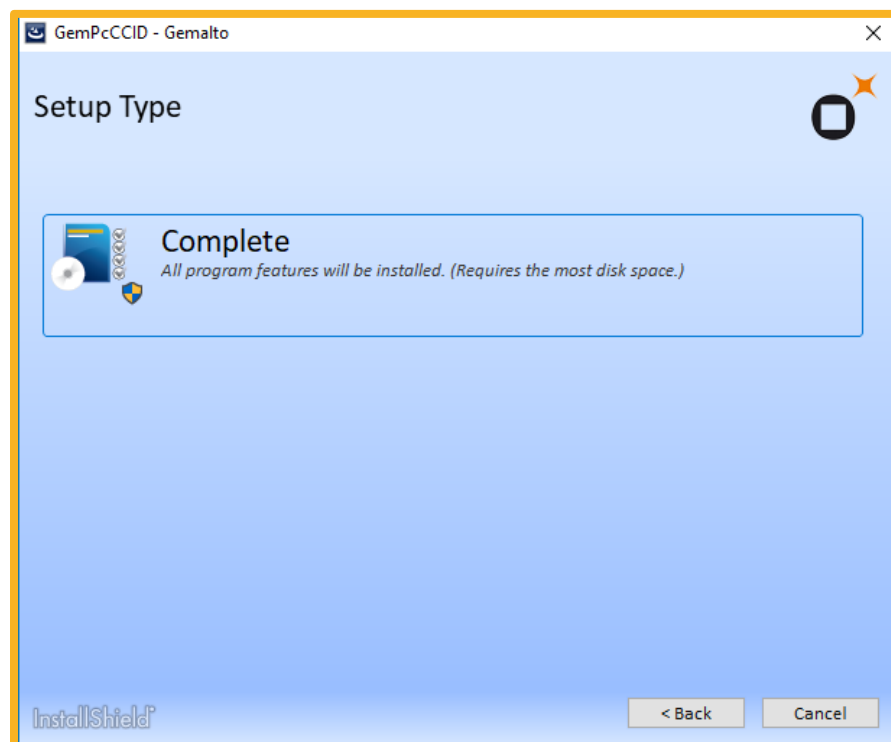 GemPcCCID - Gemalto
Setup Type
Complete
All program features will be installed. (Requires the most disk space.)
InstallShield
< Back
Cancel